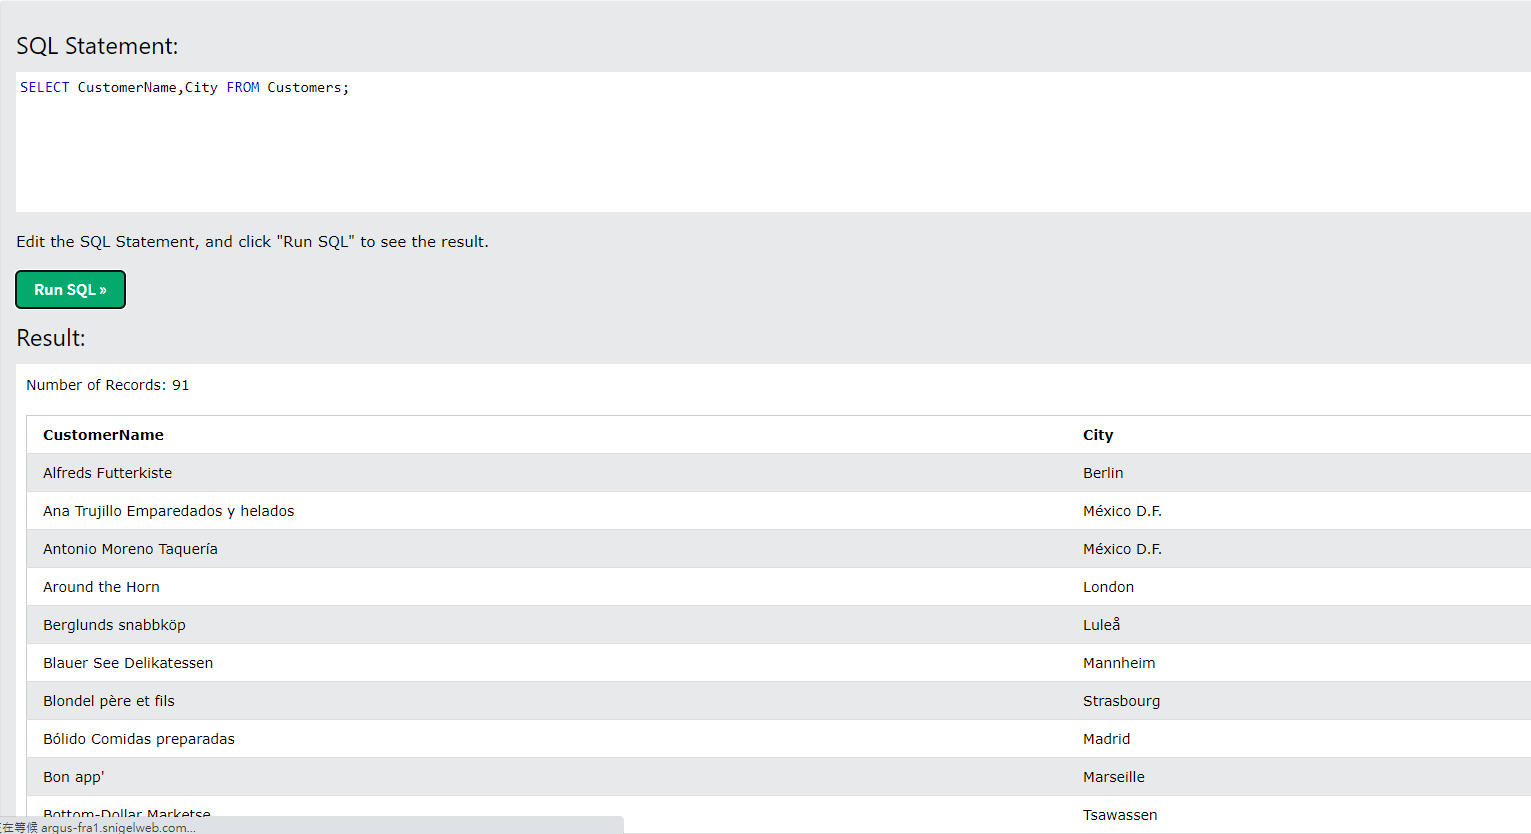 SQL Statement:
SELECT CustomerName,City FROM Customers;
Edit the SQL Statement, and click "Run SQL" to see the result.
Run SQL »
Result:
Number of Records: 91
CustomerName City
Alfreds Futterkiste Berlin
Ana Trujillo Emparedados y helados México D.F.
Antonio Moreno Taquería México D.F.
Around the Horn London
Berglunds snabbköp Luleå
Blauer See Delikatessen Mannheim
Blondel père et fils Strasbourg
Bólido Comidas preparadas Madrid
Bon app' Marseille
Bottom-Dollar Marketse Tsawassen
在等候 argus-fra1.snigelweb.com...